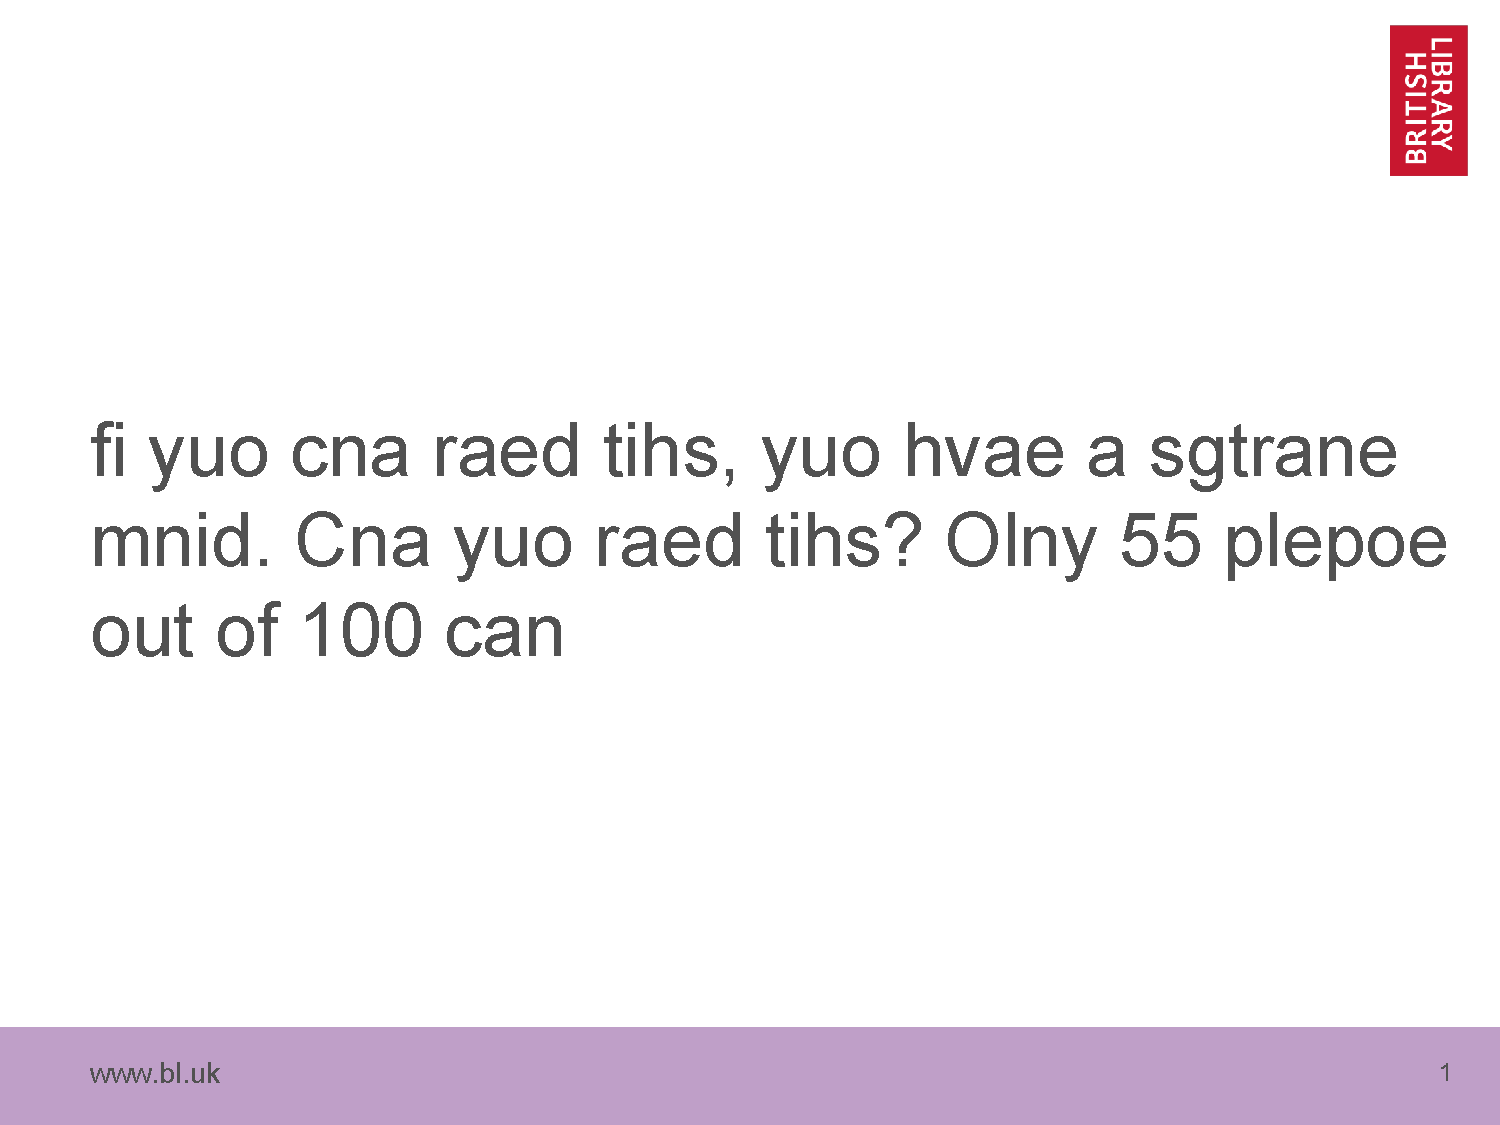 BRITISH
LIBRARY
fi yuo cna raed tihs, yuo hvae a sgtrane
mnid. Cna yuo raed tihs? Olny 55 plepoe
out of 100 can
www.bl.uk
1